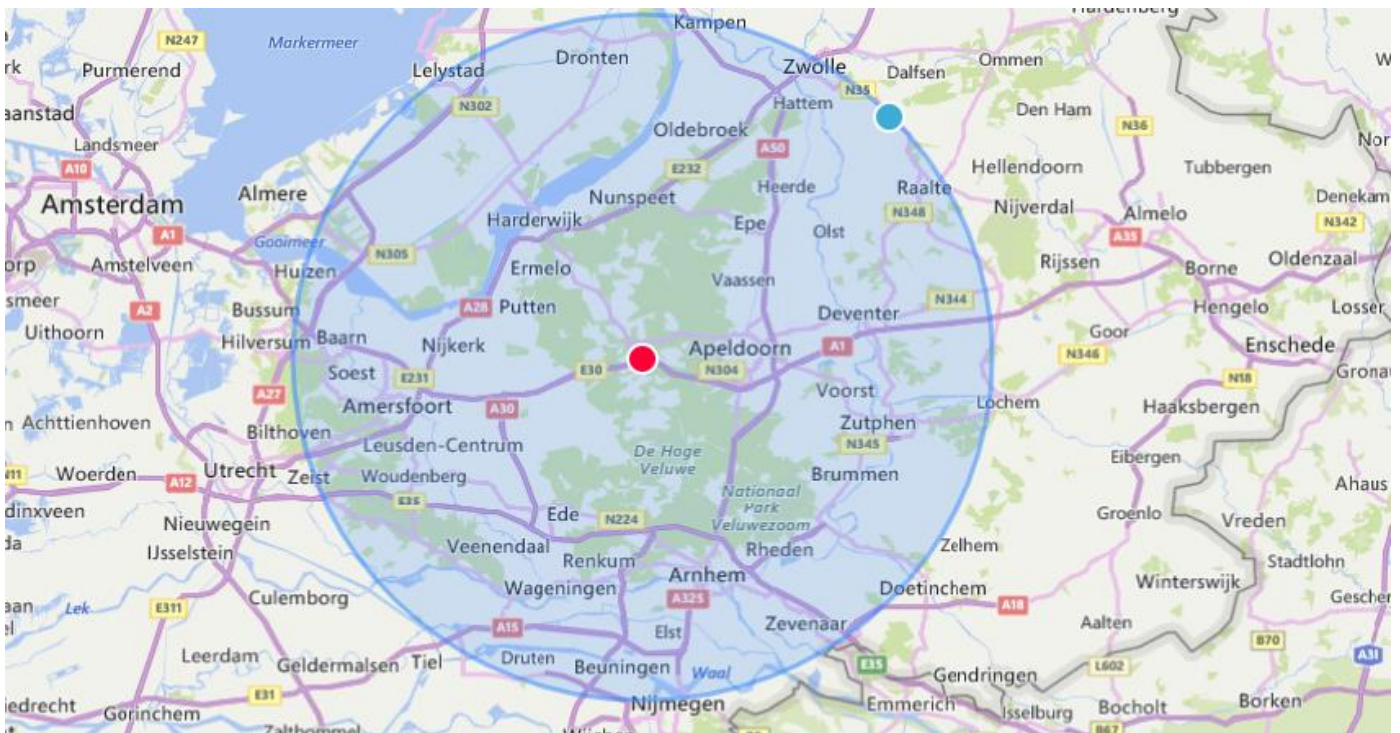 Hardenberg
Kampen
N247
Markermeer
Dronten
Ommen
Lelystad
Zwolle
Dalfsen
Purmerend
N35
N302
Hattem
Den Ham
aanstad
Oldebroek
N36
Landsmeer
A50
Nor
A10
E232
Hellendoorn
Tubbergen
Almere
Nunspeet
Heerde
Raalte
Denekam
Amsterdam
Harderwijk
Epe
N348
Nijverdal
Almelo
N342
A1
Olst
A35
Gooimeer
N305
Oldenzaal
Amstelveen
Huizen
Ermelo
Rijssen
Borne
Vaassen
smeer
A2
Bussum
A28
Putten
N344
Hengelo
Losser
Deventer
Uithoorn
Goor
Hilversum
Baarn
Nijkerk
Apeldoorn
A1
N346
Enschede
Soest
E231
E30
N304
N18
Gronau
A27
Voorst
Amersfoort
A30
Lochem
Haaksbergen
Achttienhoven
Bilthoven
Zutphen
Leusden-Centrum
N345
De Hoge
Veluwe
Eibergen
Woerden
A12
Utrecht
Zeist
Woudenberg
Brummen
N11
Ahaus
E35
Nationaal
Park
Veluwezoom
dinxveen
Nieuwegein
Ede
N224
Groenlo
Vreden
IJsselstein
Veenendaal
Renkum
Rheden
Zelhem
Stadtlohn
Arnhem
Wageningen
Doetinchem
Winterswijk
Culemborg
A325
A18
Gescher
Lek
E311
A15
Elst
Zevenaar
Aalten
B70
Leerdam
Geldermalsen
Tiel
Druten
Beuningen
Waal
E35
L602
A31
Gendringen
E31
Nijmegen
Emmerich
Isselburg
Bocholt
Borken
Gorinchem
Zaltbommel
B67